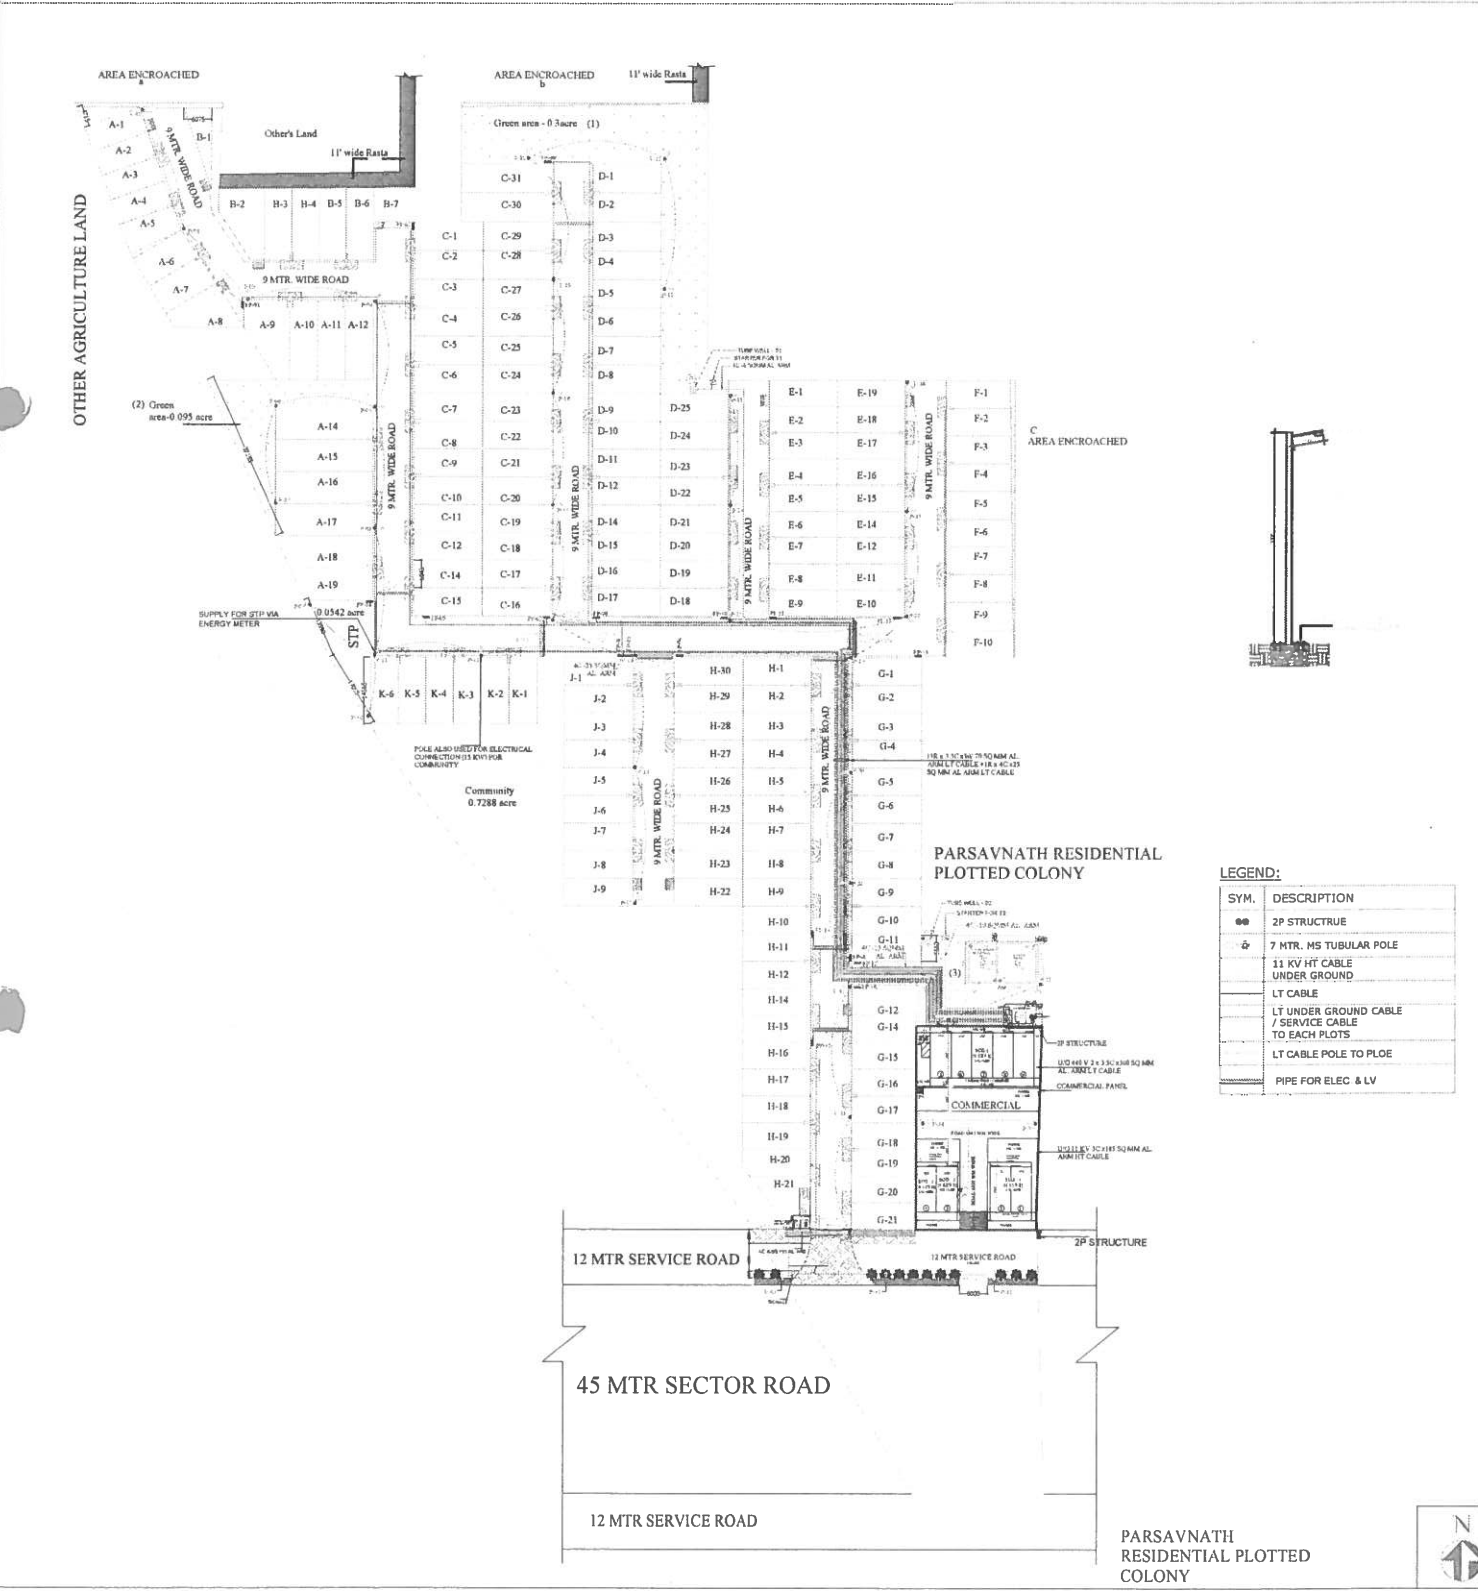 AREA ENCROACHED
a
AREA ENCROACHED
b
11' wide Rasta
Other's Land
11' wide Rasta
Green area - 0.3acre (1)
OTHER AGRICULTURE LAND
A-1
A-2
A-3
A-4
A-5
A-6
A-7
A-8
9 MTR. WIDE ROAD
B-1
B-2
B-3
B-4
B-5
B-6
B-7
9 MTR. WIDE ROAD
A-9
A-10
A-11
A-12
(2) Green
area-0.095 acre
A-14
A-15
A-16
A-17
A-18
A-19
9 MTR. WIDE ROAD
C-1
C-2
C-3
C-4
C-5
C-6
C-7
C-8
C-9
C-10
C-11
C-12
C-14
C-15
C-31
C-30
C-29
C-28
C-27
C-26
C-25
C-24
C-23
C-22
C-21
C-20
C-19
C-18
C-17
C-16
9 MTR. WIDE ROAD
D-1
D-2
D-3
D-4
D-5
D-6
D-7
D-8
D-9
D-10
D-11
D-12
D-14
D-15
D-16
D-17
D-25
D-24
D-23
D-22
D-21
D-20
D-19
D-18
9 MTR. WIDE ROAD
E-1
E-2
E-3
E-4
E-5
E-6
E-7
E-8
E-9
E-19
E-18
E-17
E-16
E-15
E-14
E-12
E-11
E-10
9 MTR. WIDE ROAD
F-1
F-2
F-3
F-4
F-5
F-6
F-7
F-8
F-9
F-10
C
AREA ENCROACHED
SUPPLY FOR STP VIA
ENERGY METER
0.0542 acre
STP
K-6
K-5
K-4
K-3
K-2
K-1
POLE ALSO USED FOR ELECTRICAL
CONNECTION (15 KW) FOR
COMMUNITY
Community
0.7288 acre
J-1
J-2
J-3
J-4
J-5
J-6
J-7
J-8
J-9
9 MTR. WIDE ROAD
H-30
H-29
H-28
H-27
H-26
H-25
H-24
H-23
H-22
H-1
H-2
H-3
H-4
H-5
H-6
H-7
H-8
H-9
H-10
H-11
H-12
H-14
H-15
H-16
H-17
H-18
H-19
H-20
H-21
9 MTR. WIDE ROAD
G-1
G-2
G-3
G-4
G-5
G-6
G-7
G-8
G-9
G-10
G-11
G-12
G-14
G-15
G-16
G-17
G-18
G-19
G-20
G-21
PARSAVNATH RESIDENTIAL
PLOTTED COLONY
(3)
2P STRUCTURE
COMMERCIAL PANEL
COMMERCIAL
2P STRUCTURE
12 MTR SERVICE ROAD
12 MTR SERVICE ROAD
45 MTR SECTOR ROAD
12 MTR SERVICE ROAD
LEGEND:
SYM. DESCRIPTION
2P STRUCTRUE
7 MTR. MS TUBULAR POLE
11 KV HT CABLE
UNDER GROUND
LT CABLE
LT UNDER GROUND CABLE
/ SERVICE CABLE
TO EACH PLOTS
LT CABLE POLE TO PLOE
PIPE FOR ELEC & LV
PARSAVNATH
RESIDENTIAL PLOTTED
COLONY
N